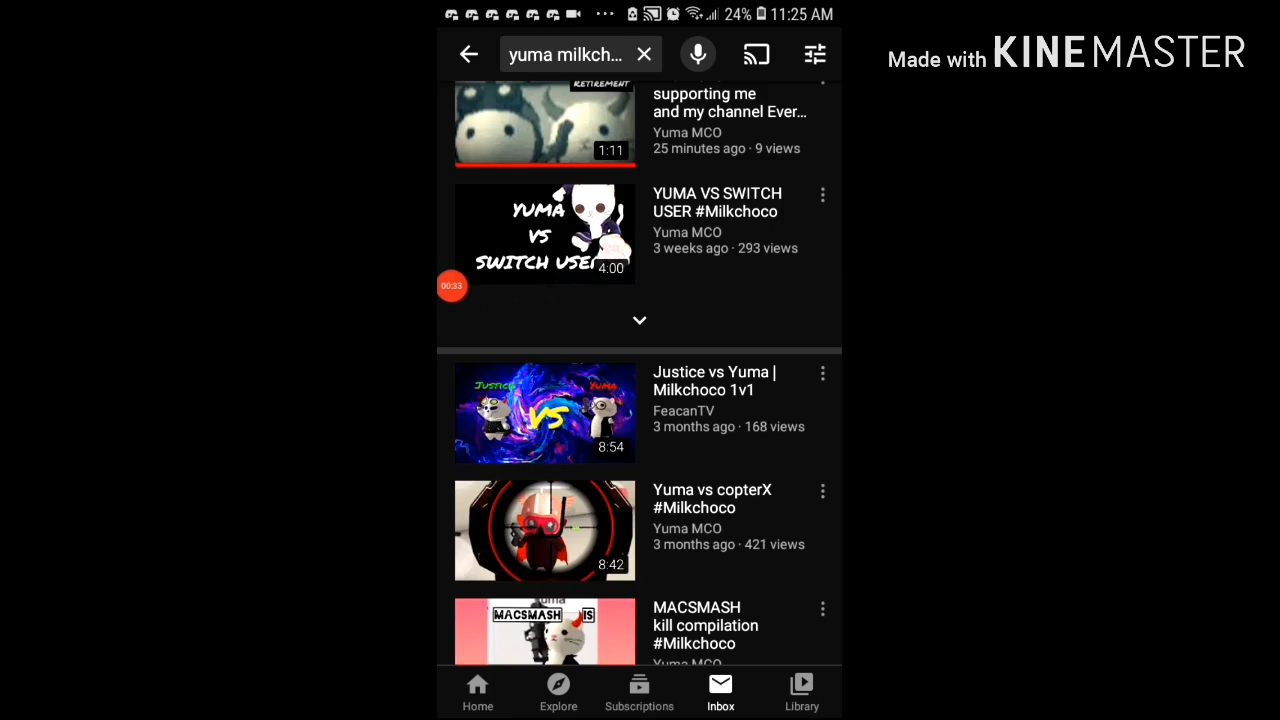 24% 11:25 AM
Made with KINEMASTER
yuma milkch...
RETIREMENT
supporting me
and my channel Ever...
Yuma MCO
25 minutes ago · 9 views
1:11
YUMA
VS
SWITCH USER
4:00
YUMA VS SWITCH
USER #Milkchoco
Yuma MCO
3 weeks ago · 293 views
00:33
JUSTICE
YUMA
VS
8:54
Justice vs Yuma |
Milkchoco 1v1
FeacanTV
3 months ago · 168 views
8:42
Yuma vs copterX
#Milkchoco
Yuma MCO
3 months ago · 421 views
MACSMASH IS
MACSMASH
kill compilation
#Milkchoco
Yuma MCO
Home
Explore
Subscriptions
Inbox
Library